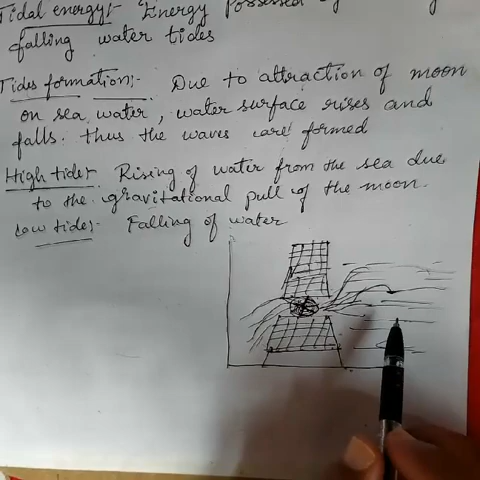 Tidal energy:- Energy Possessed
falling water tides
Tides formation:- Due to attraction of moon
on sea water, water surface rises and
falls. Thus the waves are formed
High tide:- Rising of water from the sea due
to the gravitational pull of the moon.
Low tide:- Falling of water